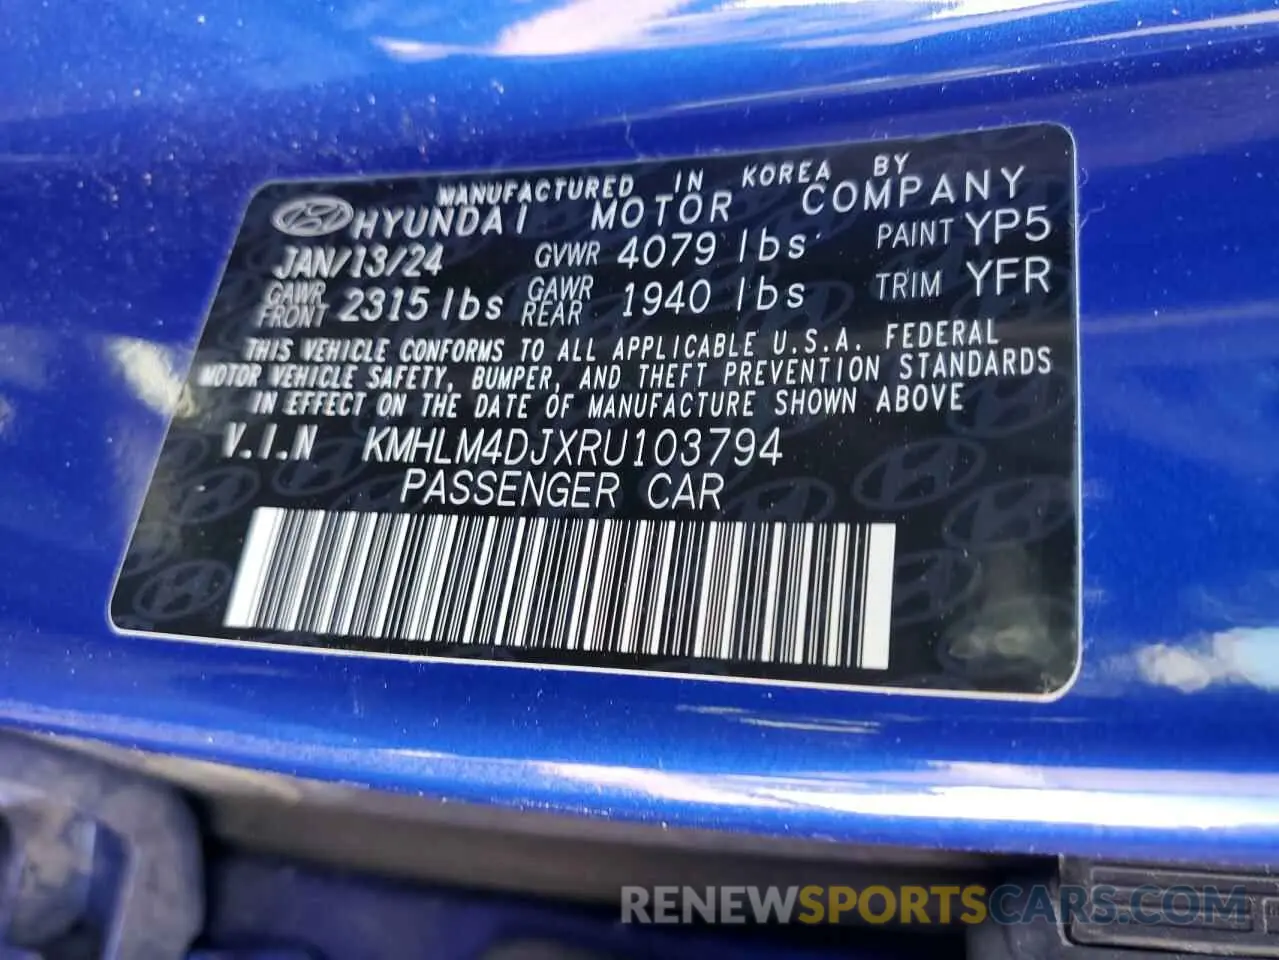 MANUFACTURED IN KOREA BY
HYUNDAI MOTOR COMPANY
JAN/13/24 GVWR 4079 lbs PAINT YP5
GAWR FRONT 2315 lbs GAWR REAR 1940 lbs TRIM YFR
THIS VEHICLE CONFORMS TO ALL APPLICABLE U.S.A. FEDERAL
MOTOR VEHICLE SAFETY, BUMPER, AND THEFT PREVENTION STANDARDS
IN EFFECT ON THE DATE OF MANUFACTURE SHOWN ABOVE
V.I.N KMHLM4DJXRU103794
PASSENGER CAR
RENEWSPORTSCARS.COM